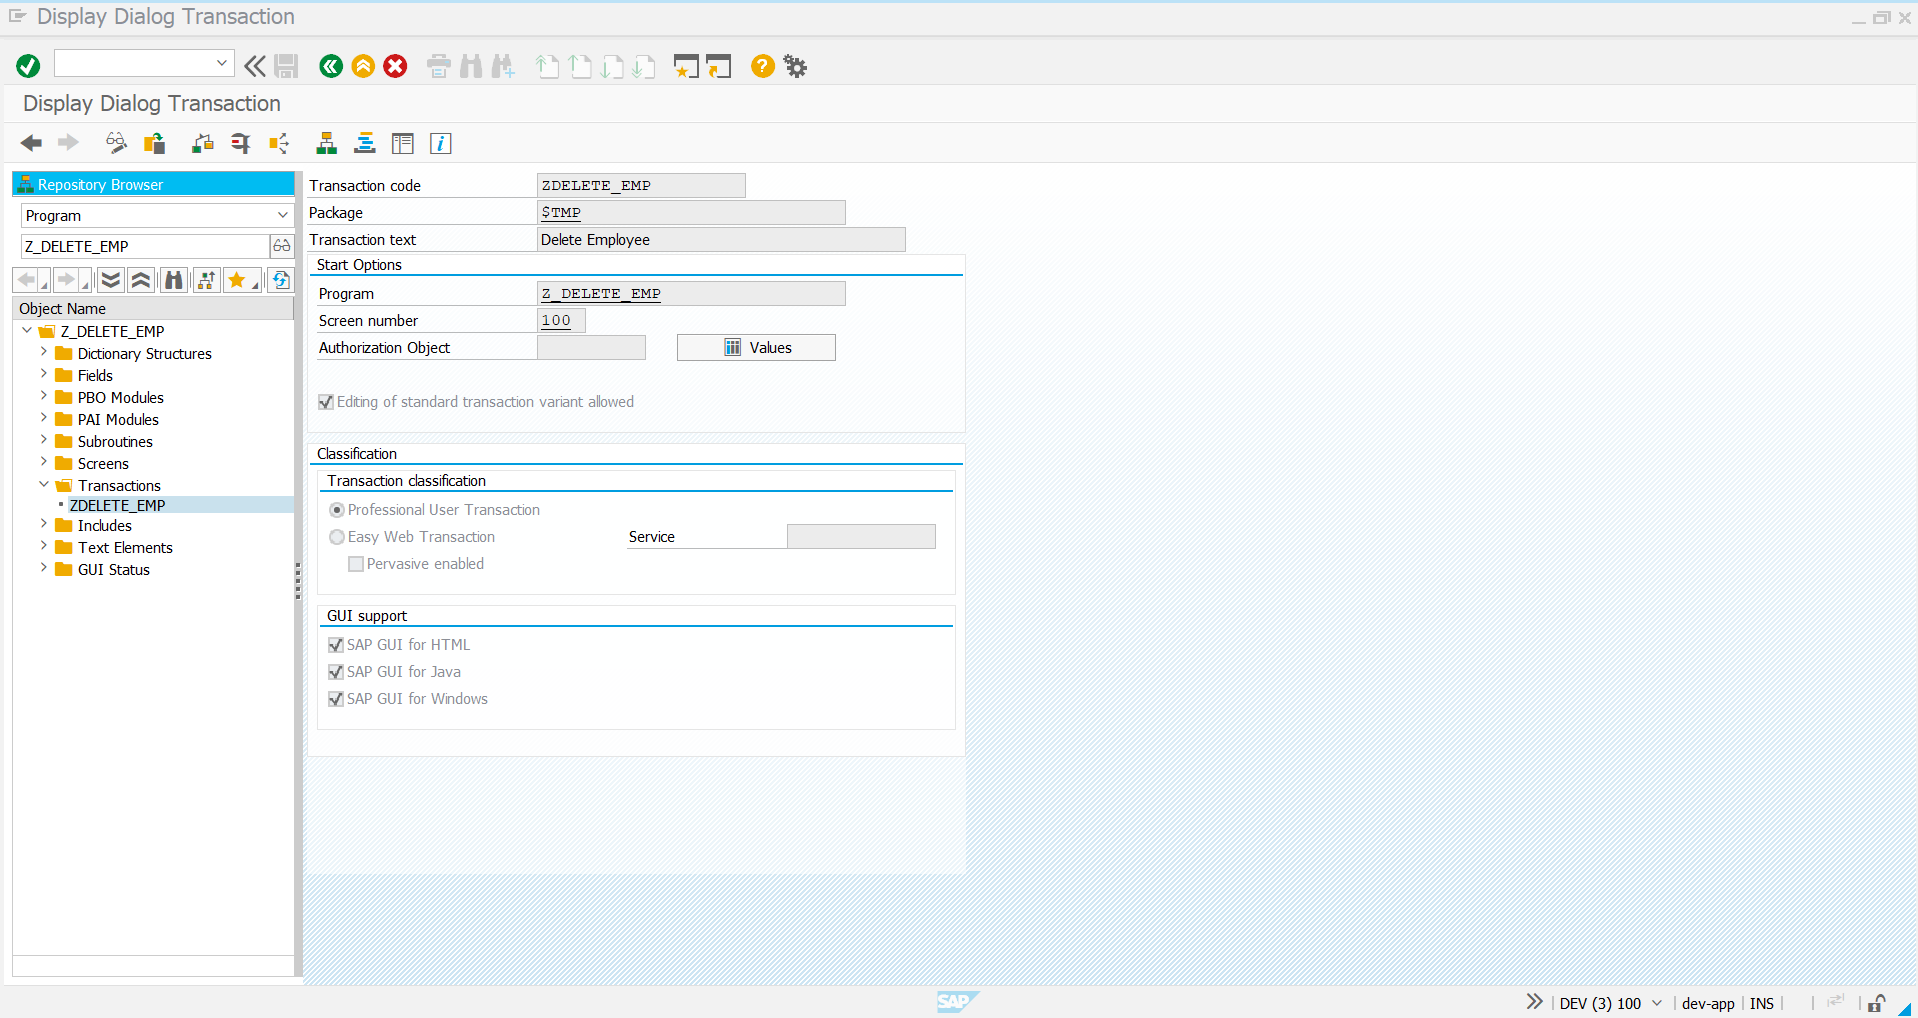 Display Dialog Transaction
Display Dialog Transaction
Repository Browser
Program
Z_DELETE_EMP
Object Name
Z_DELETE_EMP
Dictionary Structures
Fields
PBO Modules
PAI Modules
Subroutines
Screens
Transactions
ZDELETE_EMP
Includes
Text Elements
GUI Status
Transaction code ZDELETE_EMP
Package $TMP
Transaction text Delete Employee
Start Options
Program Z_DELETE_EMP
Screen number 100
Authorization Object Values
Editing of standard transaction variant allowed
Classification
Transaction classification
Professional User Transaction
Easy Web Transaction Service
Pervasive enabled
GUI support
SAP GUI for HTML
SAP GUI for Java
SAP GUI for Windows
SAP
DEV (3) 100 dev-app INS